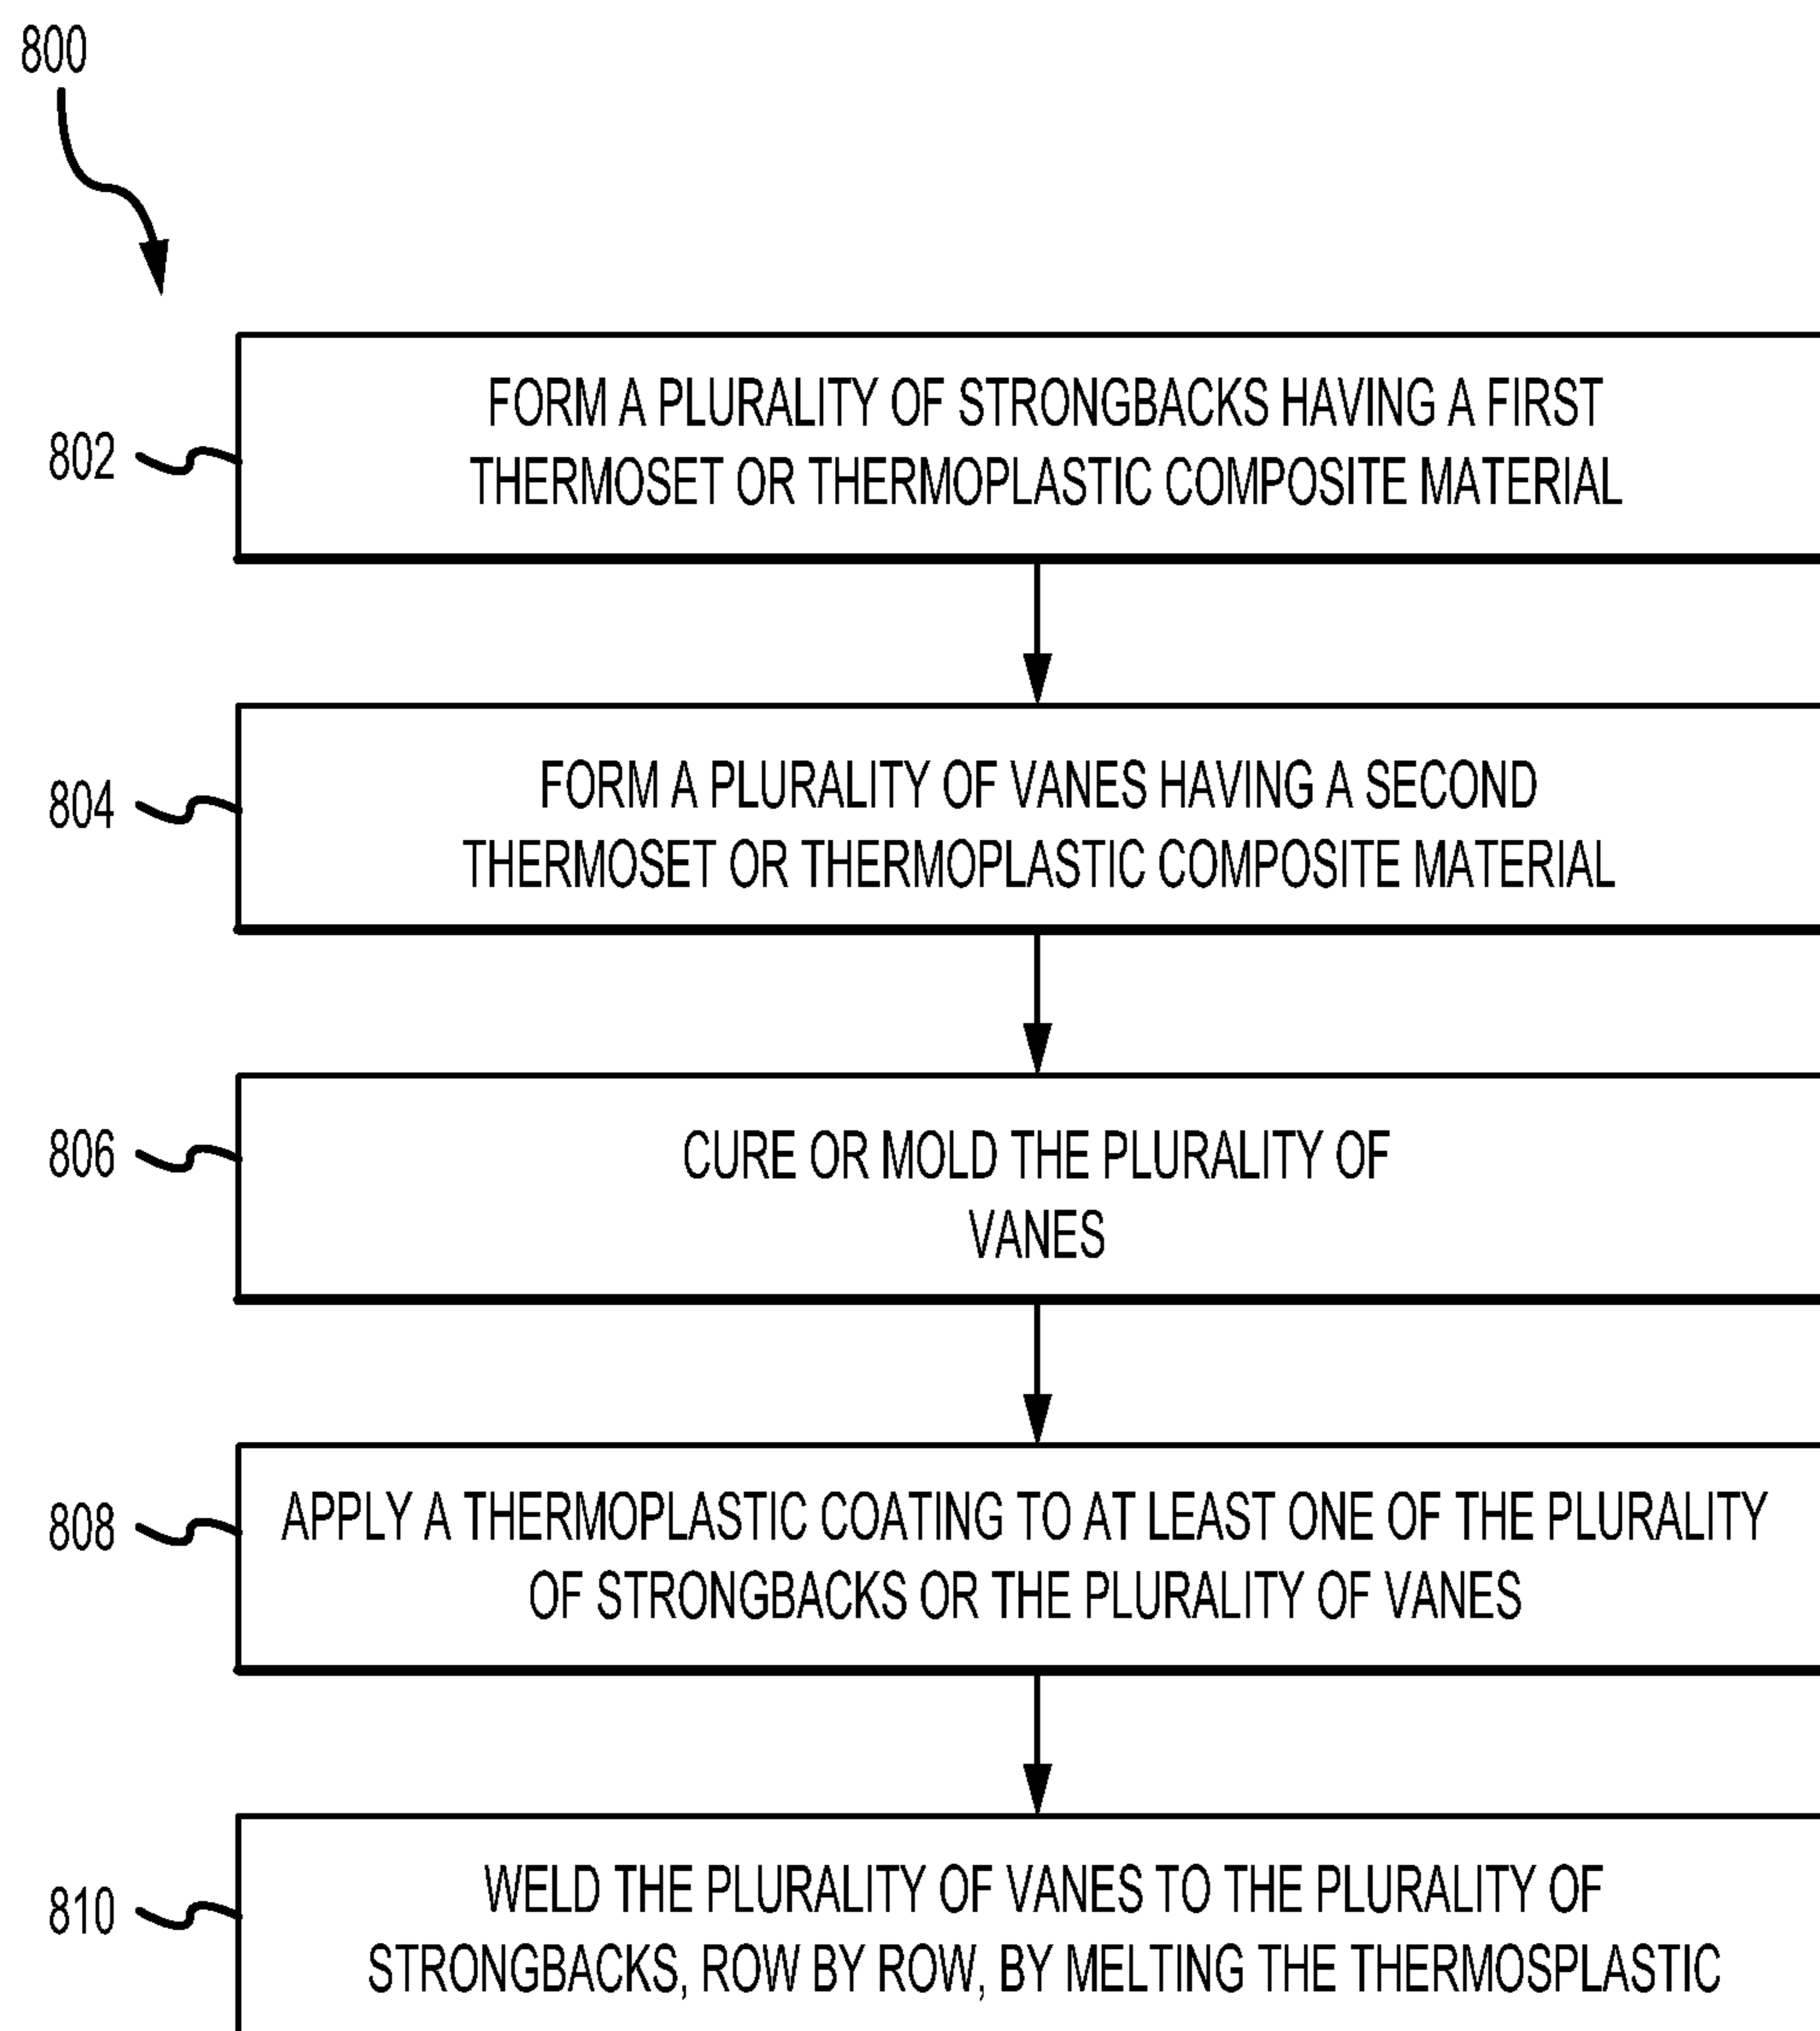 800
802
FORM A PLURALITY OF STRONGBACKS HAVING A FIRST
THERMOSET OR THERMOPLASTIC COMPOSITE MATERIAL
804
FORM A PLURALITY OF VANES HAVING A SECOND
THERMOSET OR THERMOPLASTIC COMPOSITE MATERIAL
806
CURE OR MOLD THE PLURALITY OF
VANES
808
APPLY A THERMOPLASTIC COATING TO AT LEAST ONE OF THE PLURALITY
OF STRONGBACKS OR THE PLURALITY OF VANES
810
WELD THE PLURALITY OF VANES TO THE PLURALITY OF
STRONGBACKS, ROW BY ROW, BY MELTING THE THERMOSPLASTIC